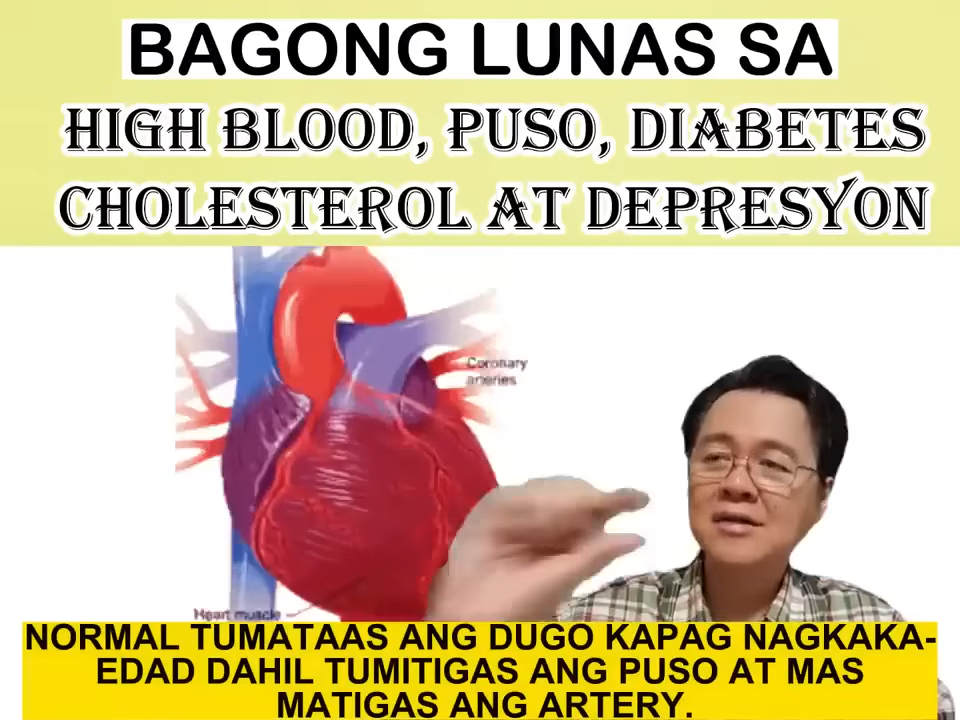 BAGONG LUNAS SA
HIGH BLOOD, PUSO, DIABETES
CHOLESTEROL AT DEPRESYON
Coronary
arteries
Heart muscle
NORMAL TUMATAAS ANG DUGO KAPAG NAGKAKA-
EDAD DAHIL TUMITIGAS ANG PUSO AT MAS
MATIGAS ANG ARTERY.